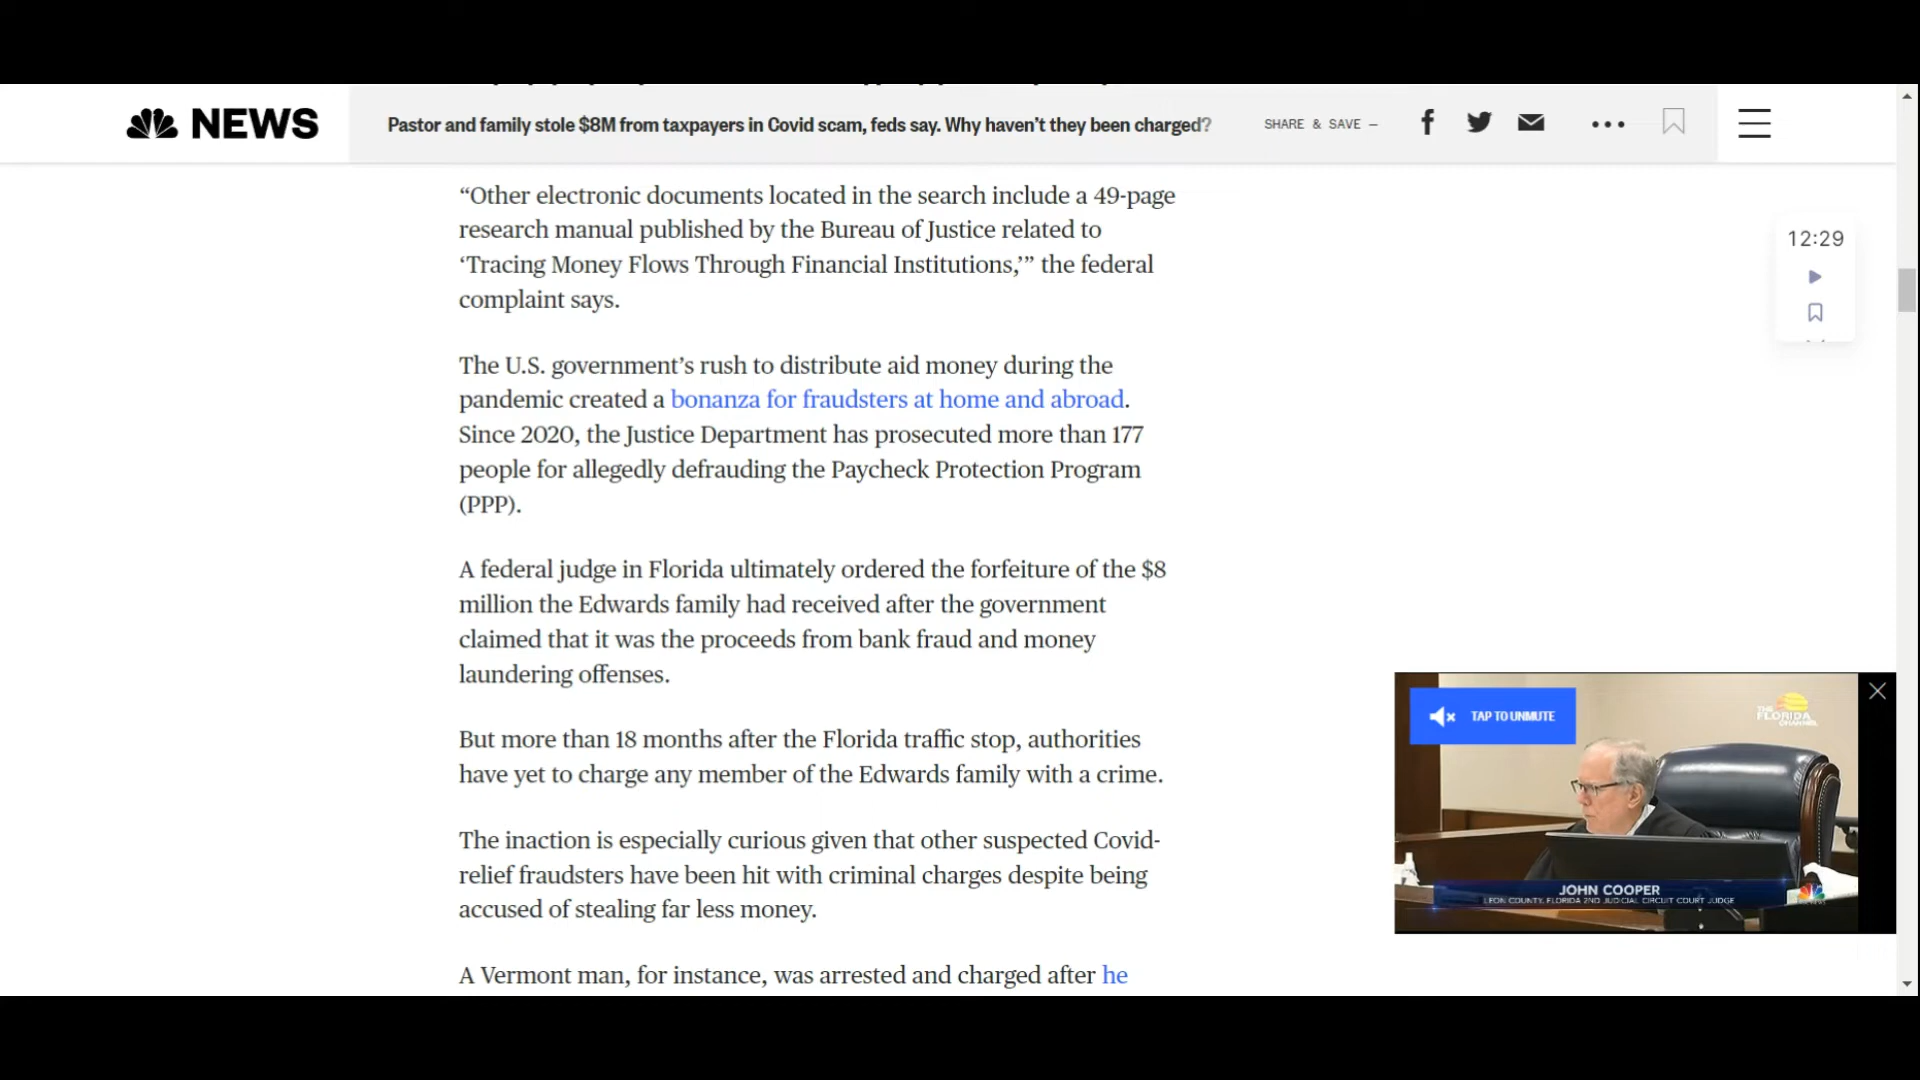 NEWS
Pastor and family stole $8M from taxpayers in Covid scam, feds say. Why haven't they been charged?
SHARE & SAVE —
“Other electronic documents located in the search include a 49-page
research manual published by the Bureau of Justice related to
‘Tracing Money Flows Through Financial Institutions,’” the federal
complaint says.
12:29
The U.S. government’s rush to distribute aid money during the
pandemic created a bonanza for fraudsters at home and abroad.
Since 2020, the Justice Department has prosecuted more than 177
people for allegedly defrauding the Paycheck Protection Program
(PPP).
A federal judge in Florida ultimately ordered the forfeiture of the $8
million the Edwards family had received after the government
claimed that it was the proceeds from bank fraud and money
laundering offenses.
But more than 18 months after the Florida traffic stop, authorities
have yet to charge any member of the Edwards family with a crime.
The inaction is especially curious given that other suspected Covid-
relief fraudsters have been hit with criminal charges despite being
accused of stealing far less money.
A Vermont man, for instance, was arrested and charged after he
TAP TO UNMUTE
THE
FLORIDA
CHANNEL
JOHN COOPER
LEON COUNTY, FLORIDA 2ND JUDICIAL CIRCUIT COURT JUDGE